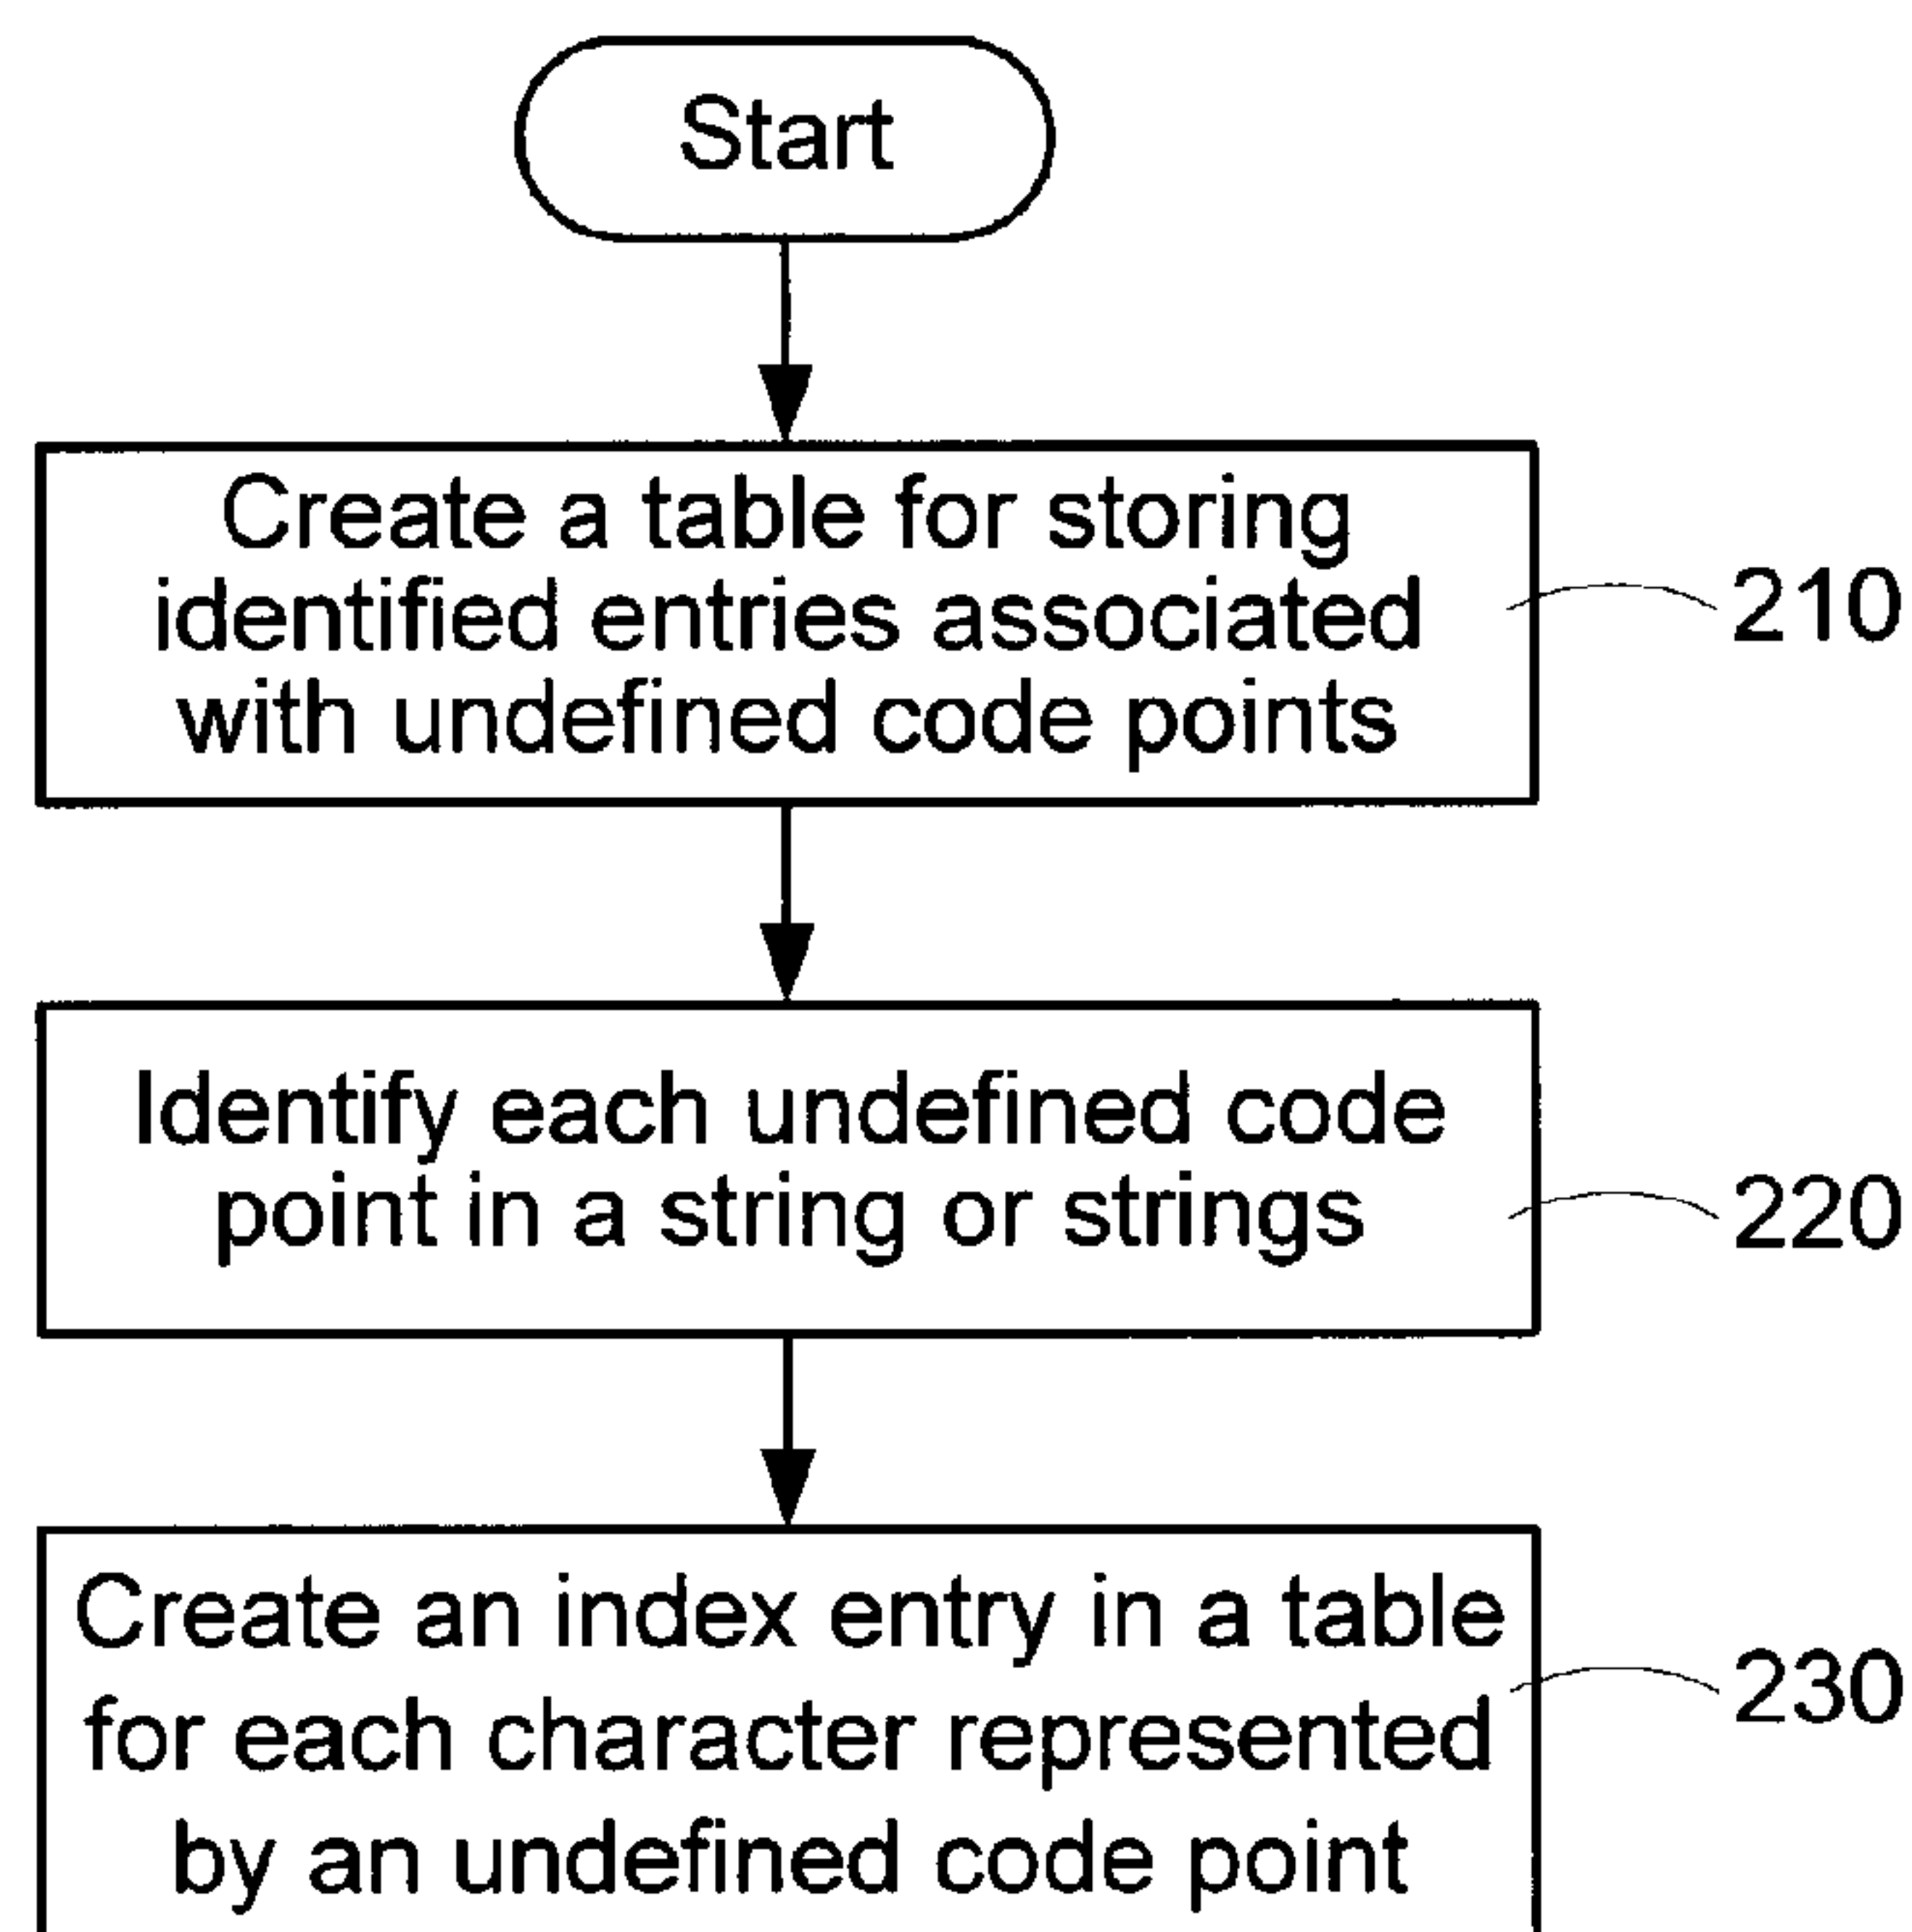 Start
Create a table for storing
identified entries associated
with undefined code points
210
Identify each undefined code
point in a string or strings
220
Create an index entry in a table
for each character represented
by an undefined code point
230